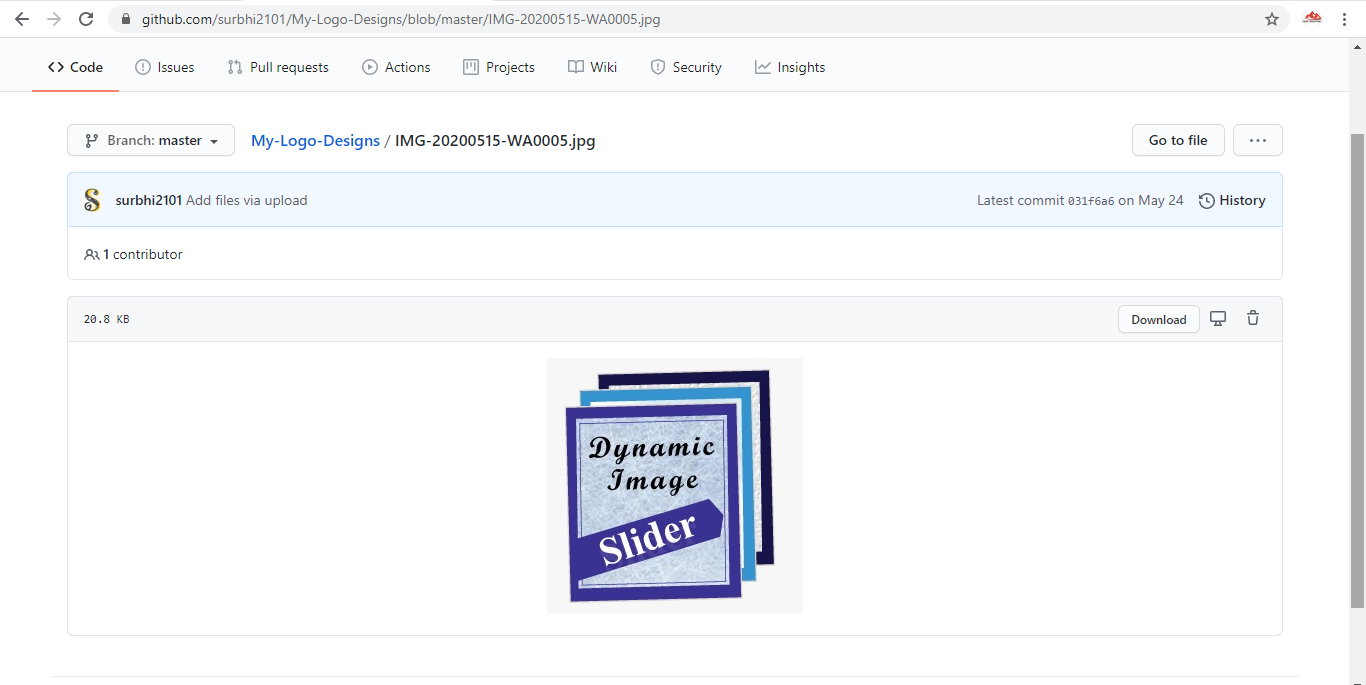 github.com/surbhi2101/My-Logo-Designs/blob/master/IMG-20200515-WA0005.jpg
Code Issues Pull requests Actions Projects Wiki Security Insights
Branch: master My-Logo-Designs / IMG-20200515-WA0005.jpg Go to file ...
surbhi2101 Add files via upload Latest commit 031f6a6 on May 24 History
1 contributor
20.8 KB Download
Dynamic
Image
Slider